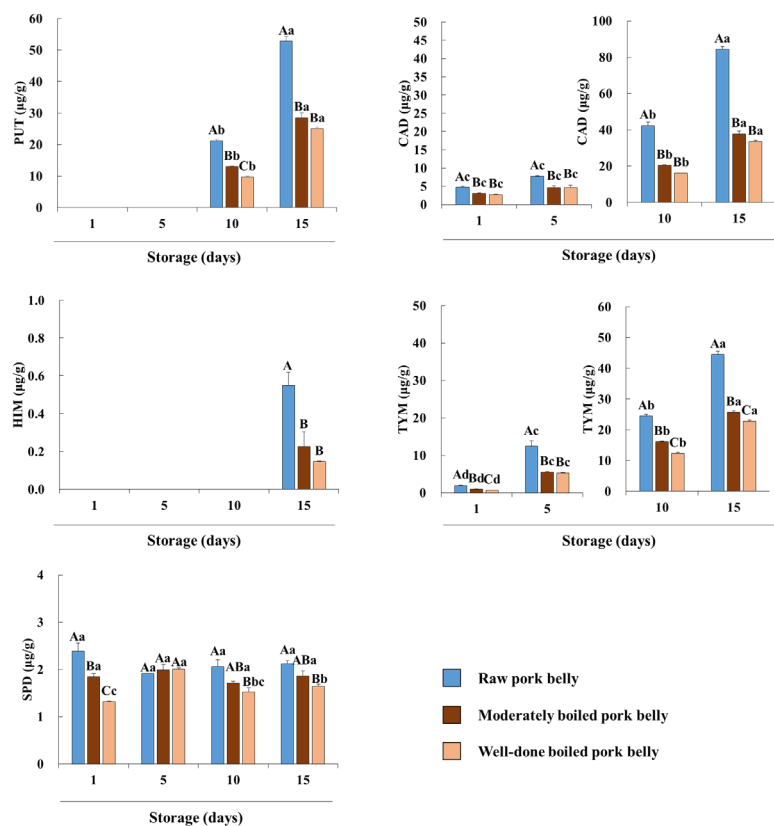 PUT (µg/g)
60
50
40
30
20
10
0
Ab
Bb
Cb
Aa
Ba
Ba
1 5 10 15
Storage (days)
CAD (µg/g)
50
45
40
35
30
25
20
15
10
5
0
Ac Bc Bc
Ac
Bc Bc
1 5
CAD (µg/g)
100
80
60
40
20
0
Ab
Bb Bb
Aa
Ba
Ba
10 15
Storage (days)
HIM (µg/g)
1.0
0.8
0.6
0.4
0.2
0.0
A
B
B
1 5 10 15
Storage (days)
TYM (µg/g)
50
40
30
20
10
0
Ad Bd Cd
Ac
Bc Bc
1 5
TYM (µg/g)
60
50
40
30
20
10
0
Ab
Bb
Cb
Aa
Ba
Ca
10 15
Storage (days)
SPD (µg/g)
4
3
2
1
0
Aa
Ba
Cc
Aa Aa Aa
Aa
ABa
Bbc
Aa
ABa
Bb
1 5 10 15
Storage (days)
Raw pork belly
Moderately boiled pork belly
Well-done boiled pork belly